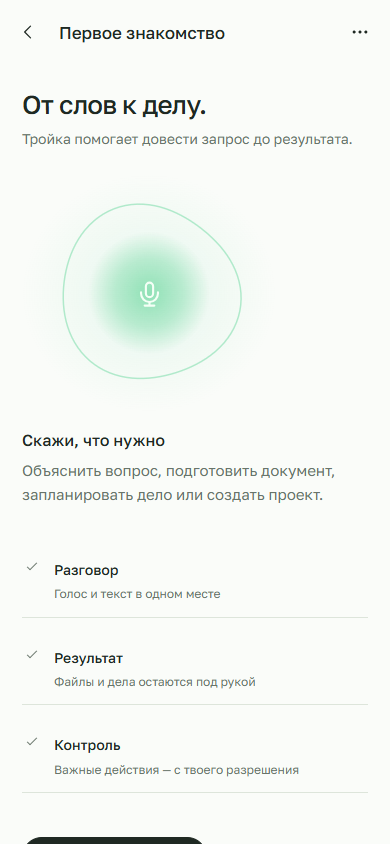 Первое знакомство
От слов к делу.
Тройка помогает довести запрос до результата.
Скажи, что нужно
Объяснить вопрос, подготовить документ,
запланировать дело или создать проект.
Разговор
Голос и текст в одном месте
Результат
Файлы и дела остаются под рукой
Контроль
Важные действия — с твоего разрешения